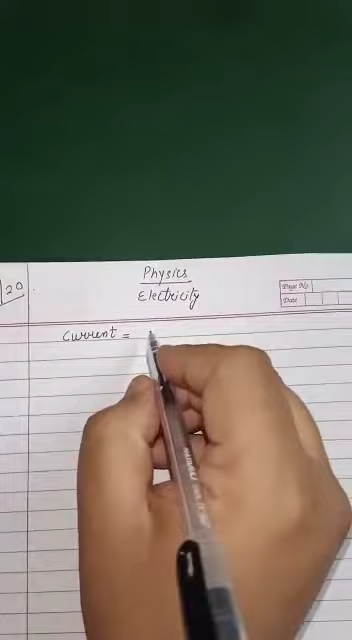 Physics
20
Electricity
Page No.
Date
Current =